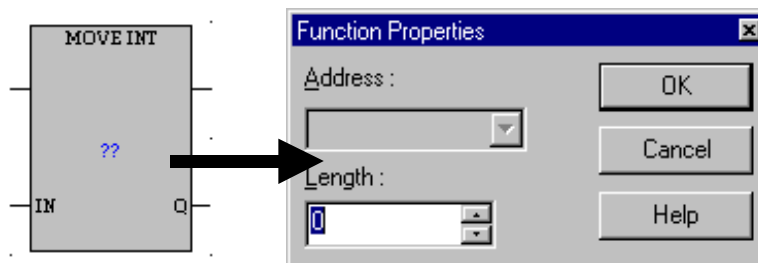 MOVE INT
??
IN Q
Function Properties
Address :
Length :
0
OK
Cancel
Help